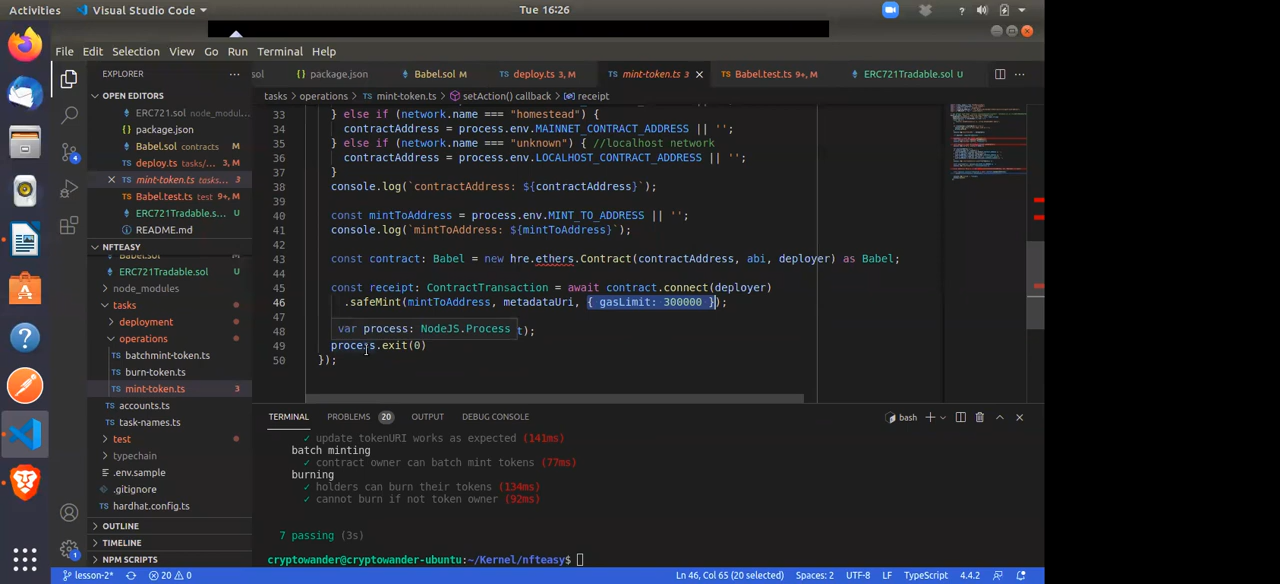 Activities
Visual Studio Code
Tue 16:26
File Edit Selection View Go Run Terminal Help
EXPLORER
sol
package.json
Babel.sol M
deploy.ts 3, M
mint-token.ts 3
Babel.test.ts 9+, M
ERC721Tradable.sol U
tasks > operations > mint-token.ts > setAction() callback > receipt
OPEN EDITORS
ERC721.sol node_modul...
package.json
Babel.sol contracts M
deploy.ts tasks/... 3, M
mint-token.ts tasks... 3
Babel.test.ts test 9+, M
ERC721Tradable.s... U
README.md
NFTEASY
Babel.sol
ERC721Tradable.sol U
node_modules
tasks
deployment
operations
batchmint-token.ts
burn-token.ts
mint-token.ts 3
accounts.ts
task-names.ts
test
typechain
.env.sample
.gitignore
hardhat.config.ts
OUTLINE
TIMELINE
NPM SCRIPTS
33 } else if (network.name === "homestead") {
34 contractAddress = process.env.MAINNET_CONTRACT_ADDRESS || '';
35 } else if (network.name === "unknown") { //localhost network
36 contractAddress = process.env.LOCALHOST_CONTRACT_ADDRESS || '';
37 }
38 console.log(`contractAddress: ${contractAddress}`);
39
40 const mintToAddress = process.env.MINT_TO_ADDRESS || '';
41 console.log(`mintToAddress: ${mintToAddress}`);
42
43 const contract: Babel = new hre.ethers.Contract(contractAddress, abi, deployer) as Babel;
44
45 const receipt: ContractTransaction = await contract.connect(deployer)
46 .safeMint(mintToAddress, metadataUri, { gasLimit: 300000 });
47
var process: NodeJS.Process
48 t);
49 process.exit(0)
50 });
TERMINAL PROBLEMS 20 OUTPUT DEBUG CONSOLE
bash
✓ update tokenURI works as expected (141ms)
batch minting
✓ contract owner can batch mint tokens (77ms)
burning
✓ holders can burn their tokens (134ms)
✓ cannot burn if not token owner (92ms)
7 passing (3s)
cryptowander@cryptowander-ubuntu:~/Kernel/nfteasy$
lesson-2*
20 0
Ln 46, Col 65 (20 selected) Spaces: 2 UTF-8 LF TypeScript 4.4.2